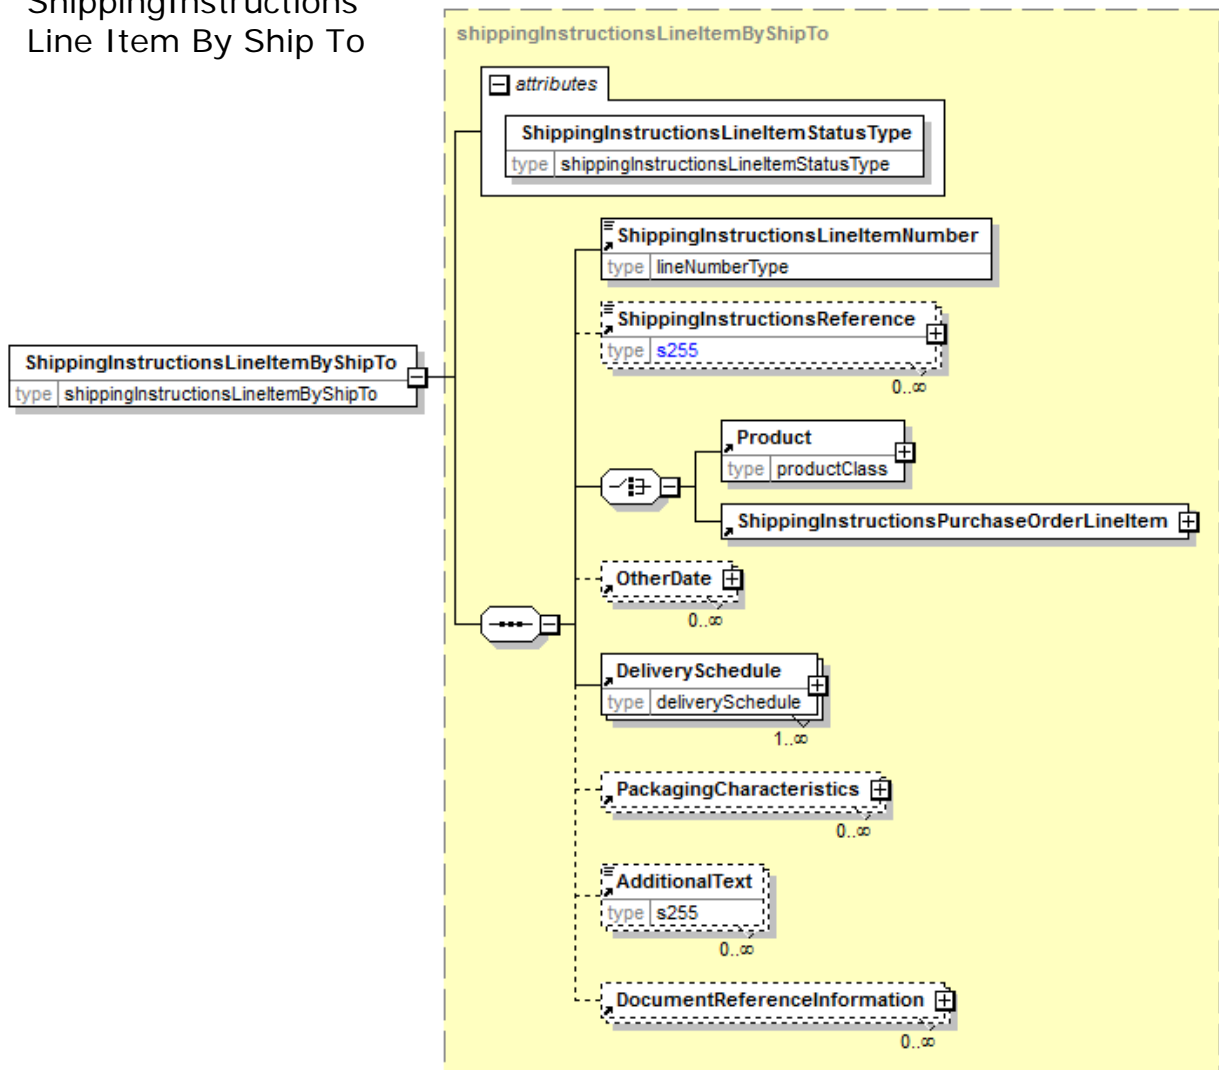 ShippingInstructions
Line Item By Ship To
shippingInstructionsLineItemByShipTo
attributes
ShippingInstructionsLineItemStatusType
type shippingInstructionsLineItemStatusType
ShippingInstructionsLineItemNumber
type lineNumberType
ShippingInstructionsReference
type s255
0..∞
ShippingInstructionsLineItemByShipTo
type shippingInstructionsLineItemByShipTo
Product
type productClass
ShippingInstructionsPurchaseOrderLineItem
OtherDate
0..∞
DeliverySchedule
type deliverySchedule
1..∞
PackagingCharacteristics
0..∞
AdditionalText
type s255
0..∞
DocumentReferenceInformation
0..∞